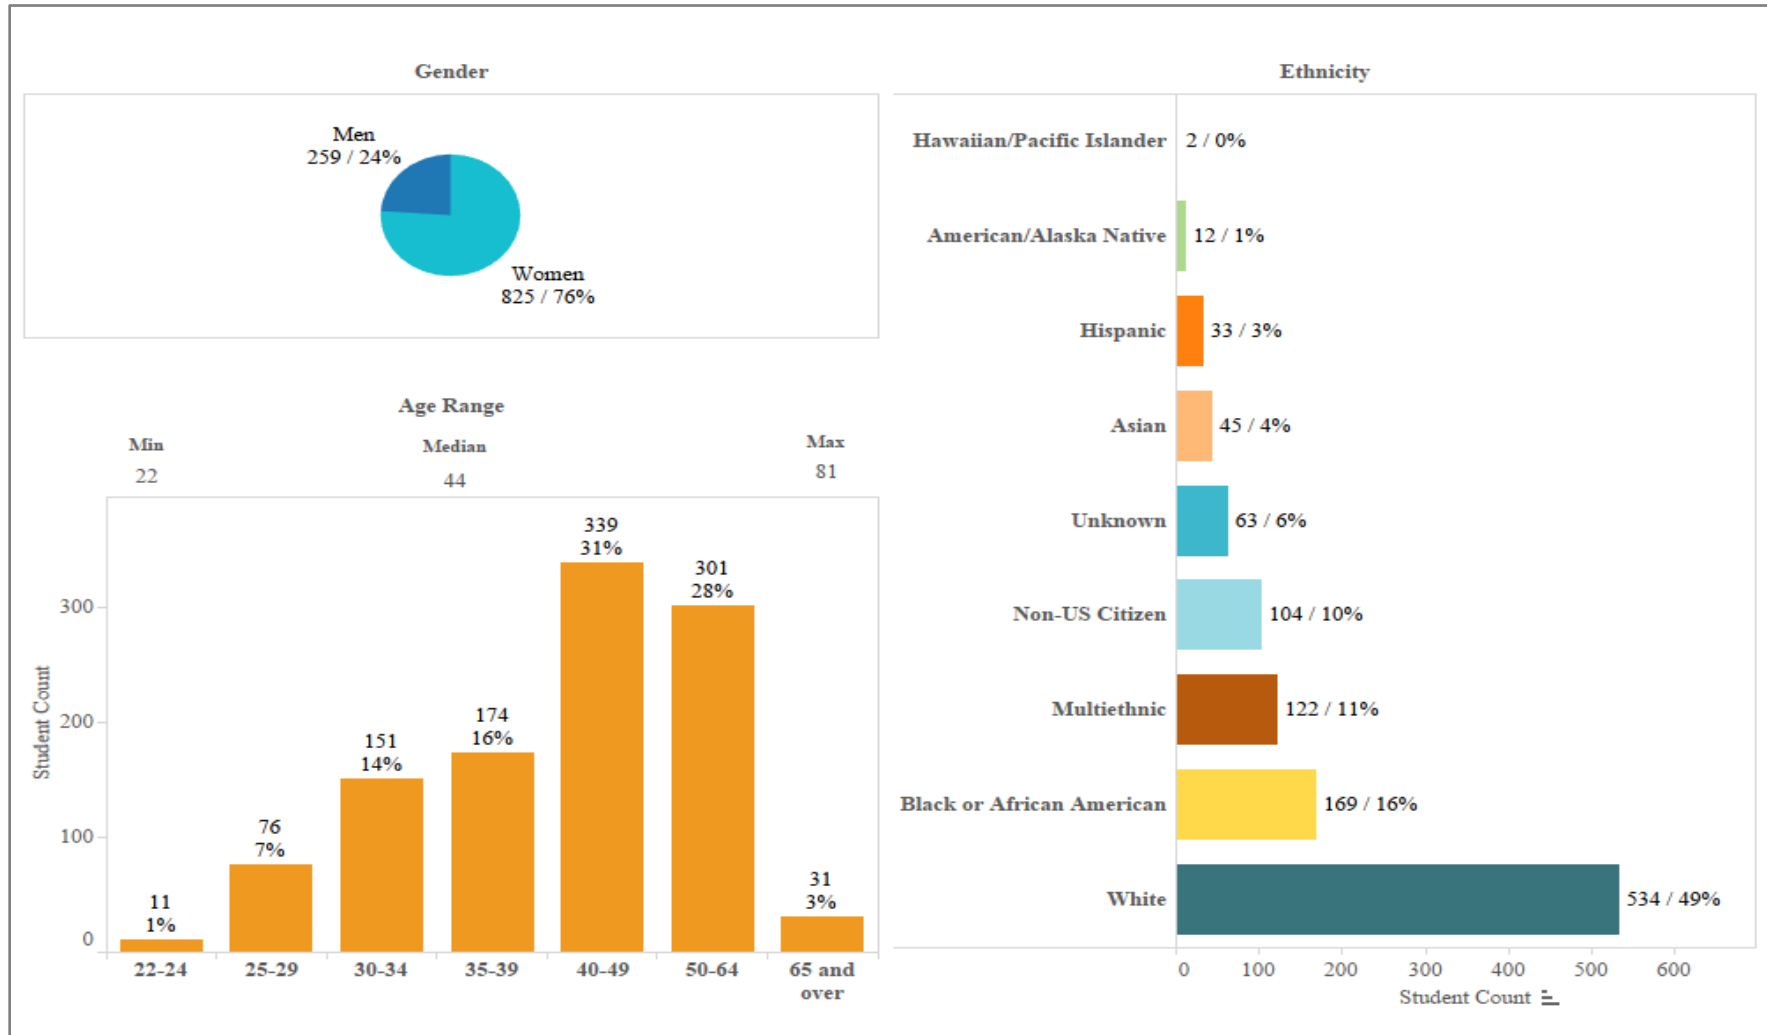 Gender
Men
259 / 24%
Women
825 / 76%
Age Range
Min
22
Median
44
Max
81
Student Count
300
200
100
0
11
1%
76
7%
151
14%
174
16%
339
31%
301
28%
31
3%
22-24
25-29
30-34
35-39
40-49
50-64
65 and
over
Ethnicity
Hawaiian/Pacific Islander 2 / 0%
American/Alaska Native 12 / 1%
Hispanic 33 / 3%
Asian 45 / 4%
Unknown 63 / 6%
Non-US Citizen 104 / 10%
Multiethnic 122 / 11%
Black or African American 169 / 16%
White 534 / 49%
0 100 200 300 400 500 600
Student Count